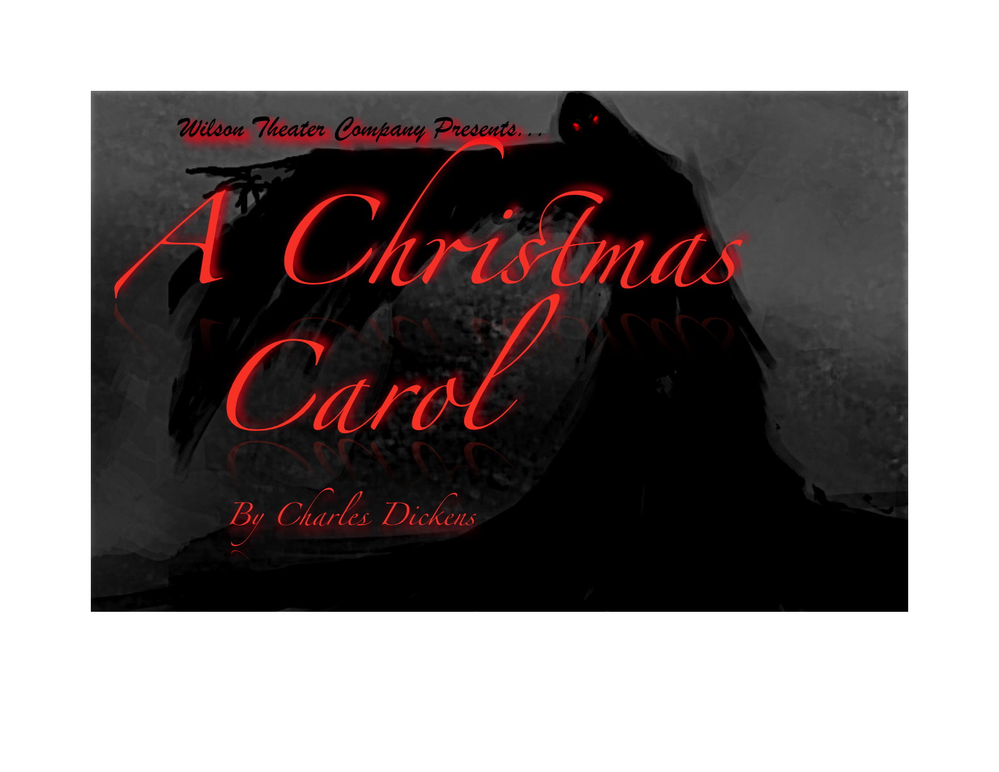 Wilson Theater Company Presents...
A Christmas
Carol
By Charles Dickens